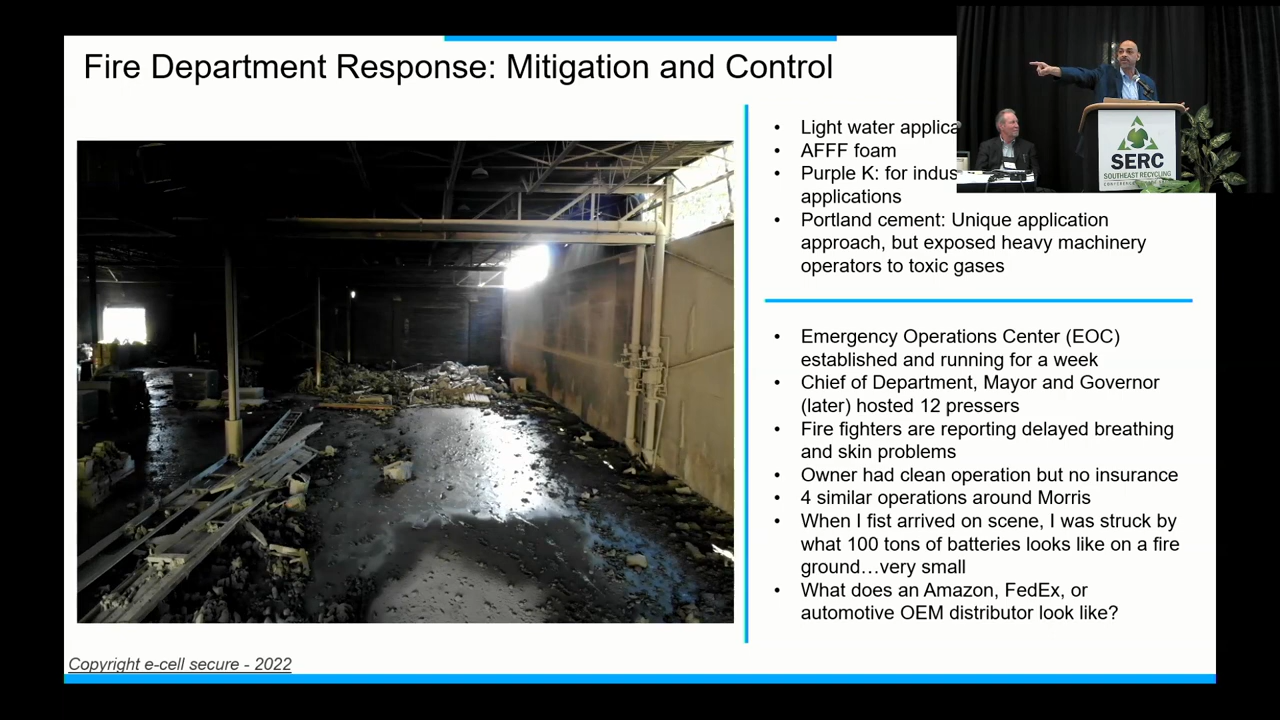 Fire Department Response: Mitigation and Control
• Light water applica
• AFFF foam
• Purple K: for indus
applications
• Portland cement: Unique application
approach, but exposed heavy machinery
operators to toxic gases
• Emergency Operations Center (EOC)
established and running for a week
• Chief of Department, Mayor and Governor
(later) hosted 12 pressers
• Fire fighters are reporting delayed breathing
and skin problems
• Owner had clean operation but no insurance
• 4 similar operations around Morris
• When I fist arrived on scene, I was struck by
what 100 tons of batteries looks like on a fire
ground…very small
• What does an Amazon, FedEx, or
automotive OEM distributor look like?
Copyright e-cell secure - 2022
SERC
SOUTHEAST RECYCLING